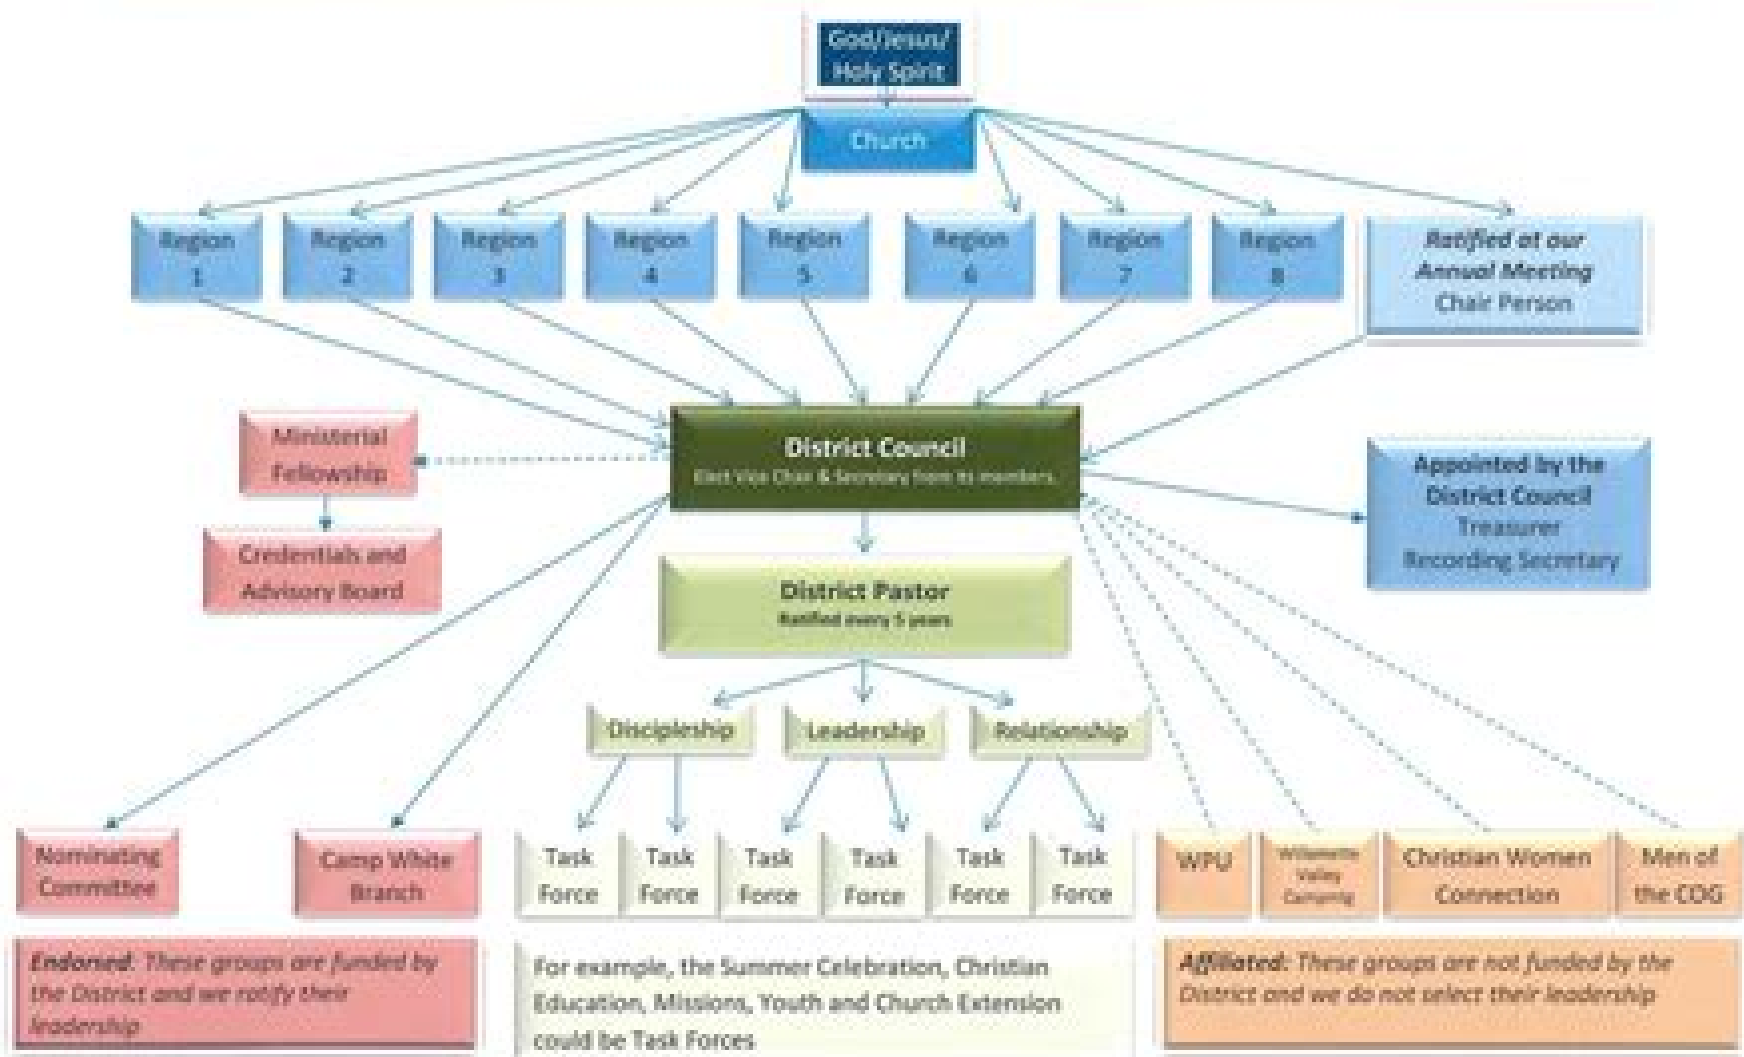 God/Jesus/
Holy Spirit
Church
Region
1
Region
2
Region
3
Region
4
Region
5
Region
6
Region
7
Region
8
Ratified at our
Annual Meeting
Chair Person
Ministerial
Fellowship
Credentials and
Advisory Board
District Council
Elect Vice Chair & Secretary from its members.
Appointed by the
District Council
Treasurer
Recording Secretary
District Pastor
Ratified every 5 years
Discipleship
Leadership
Relationship
Nominating
Committee
Camp White
Branch
Task
Force
Task
Force
Task
Force
Task
Force
Task
Force
Task
Force
WPU
Willamette
Valley
Camping
Christian Women
Connection
Men of
the COG
Endorsed: These groups are funded by
the District and we ratify their
leadership
For example, the Summer Celebration, Christian
Education, Missions, Youth and Church Extension
could be Task Forces
Affiliated: These groups are not funded by the
District and we do not select their leadership